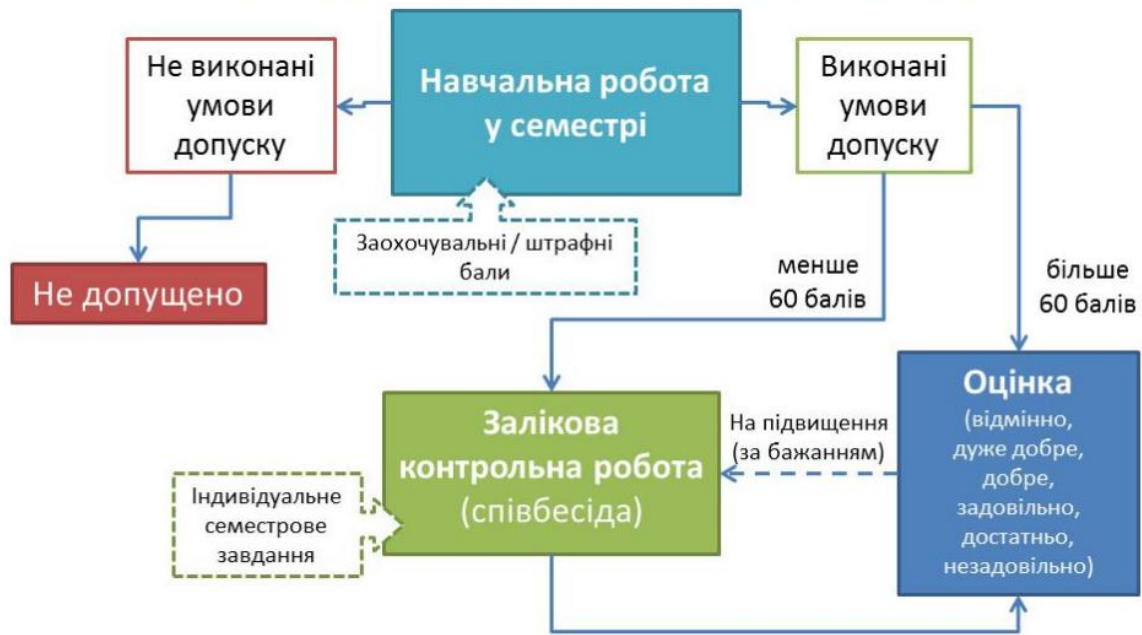 Не виконані
умови
допуску
Навчальна робота
у семестрі
Виконані
умови
допуску
Заохочувальні / штрафні
бали
Не допущено
менше
60 балів
більше
60 балів
Залікова
контрольна робота
(співбесіда)
На підвищення
(за бажанням)
Оцінка
(відмінно,
дуже добре,
добре,
задовільно,
достатньо,
незадовільно)
Індивідуальне
семестрове
завдання